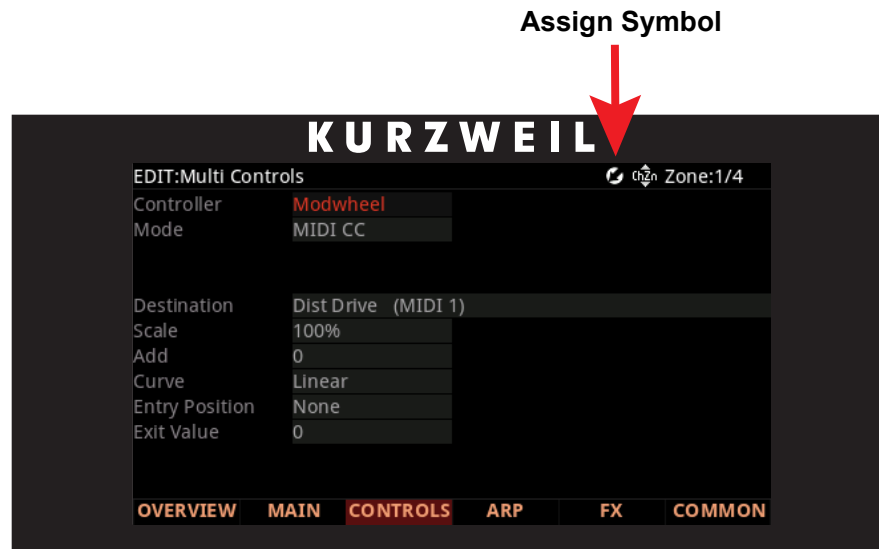 Assign Symbol
KURZWEIL
EDIT:Multi Controls ChZn Zone:1/4
Controller Modwheel
Mode MIDI CC
Destination Dist Drive (MIDI 1)
Scale 100%
Add 0
Curve Linear
Entry Position None
Exit Value 0
OVERVIEW MAIN CONTROLS ARP FX COMMON